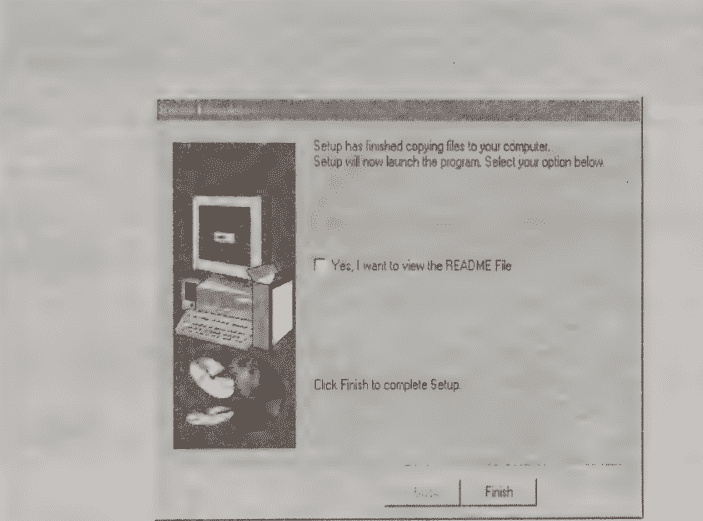 Setup has finished copying files to your computer.
Setup will now launch the program. Select your option below.
Yes, I want to view the README File
Click Finish to complete Setup.
Finish